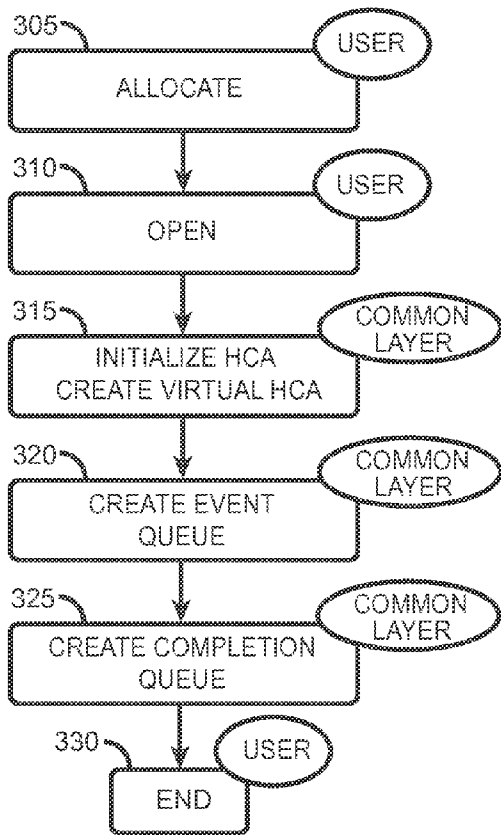 305
USER
ALLOCATE
310
USER
OPEN
315
COMMON
LAYER
INITIALIZE HCA
CREATE VIRTUAL HCA
320
COMMON
LAYER
CREATE EVENT
QUEUE
325
COMMON
LAYER
CREATE COMPLETION
QUEUE
330
USER
END